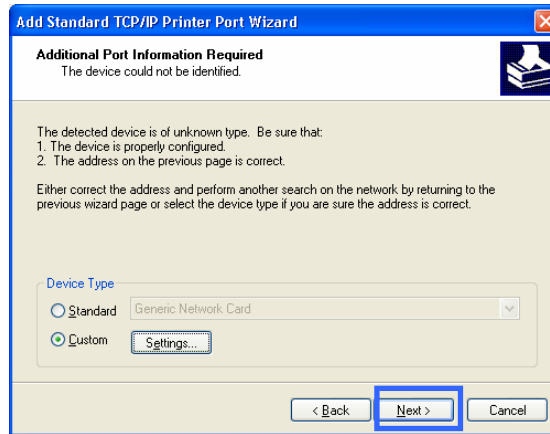 Add Standard TCP/IP Printer Port Wizard
Additional Port Information Required
The device could not be identified.
The detected device is of unknown type. Be sure that:
1. The device is properly configured.
2. The address on the previous page is correct.
Either correct the address and perform another search on the network by returning to the
previous wizard page or select the device type if you are sure the address is correct.
Device Type
Standard Generic Network Card
Custom Settings...
< Back Next > Cancel